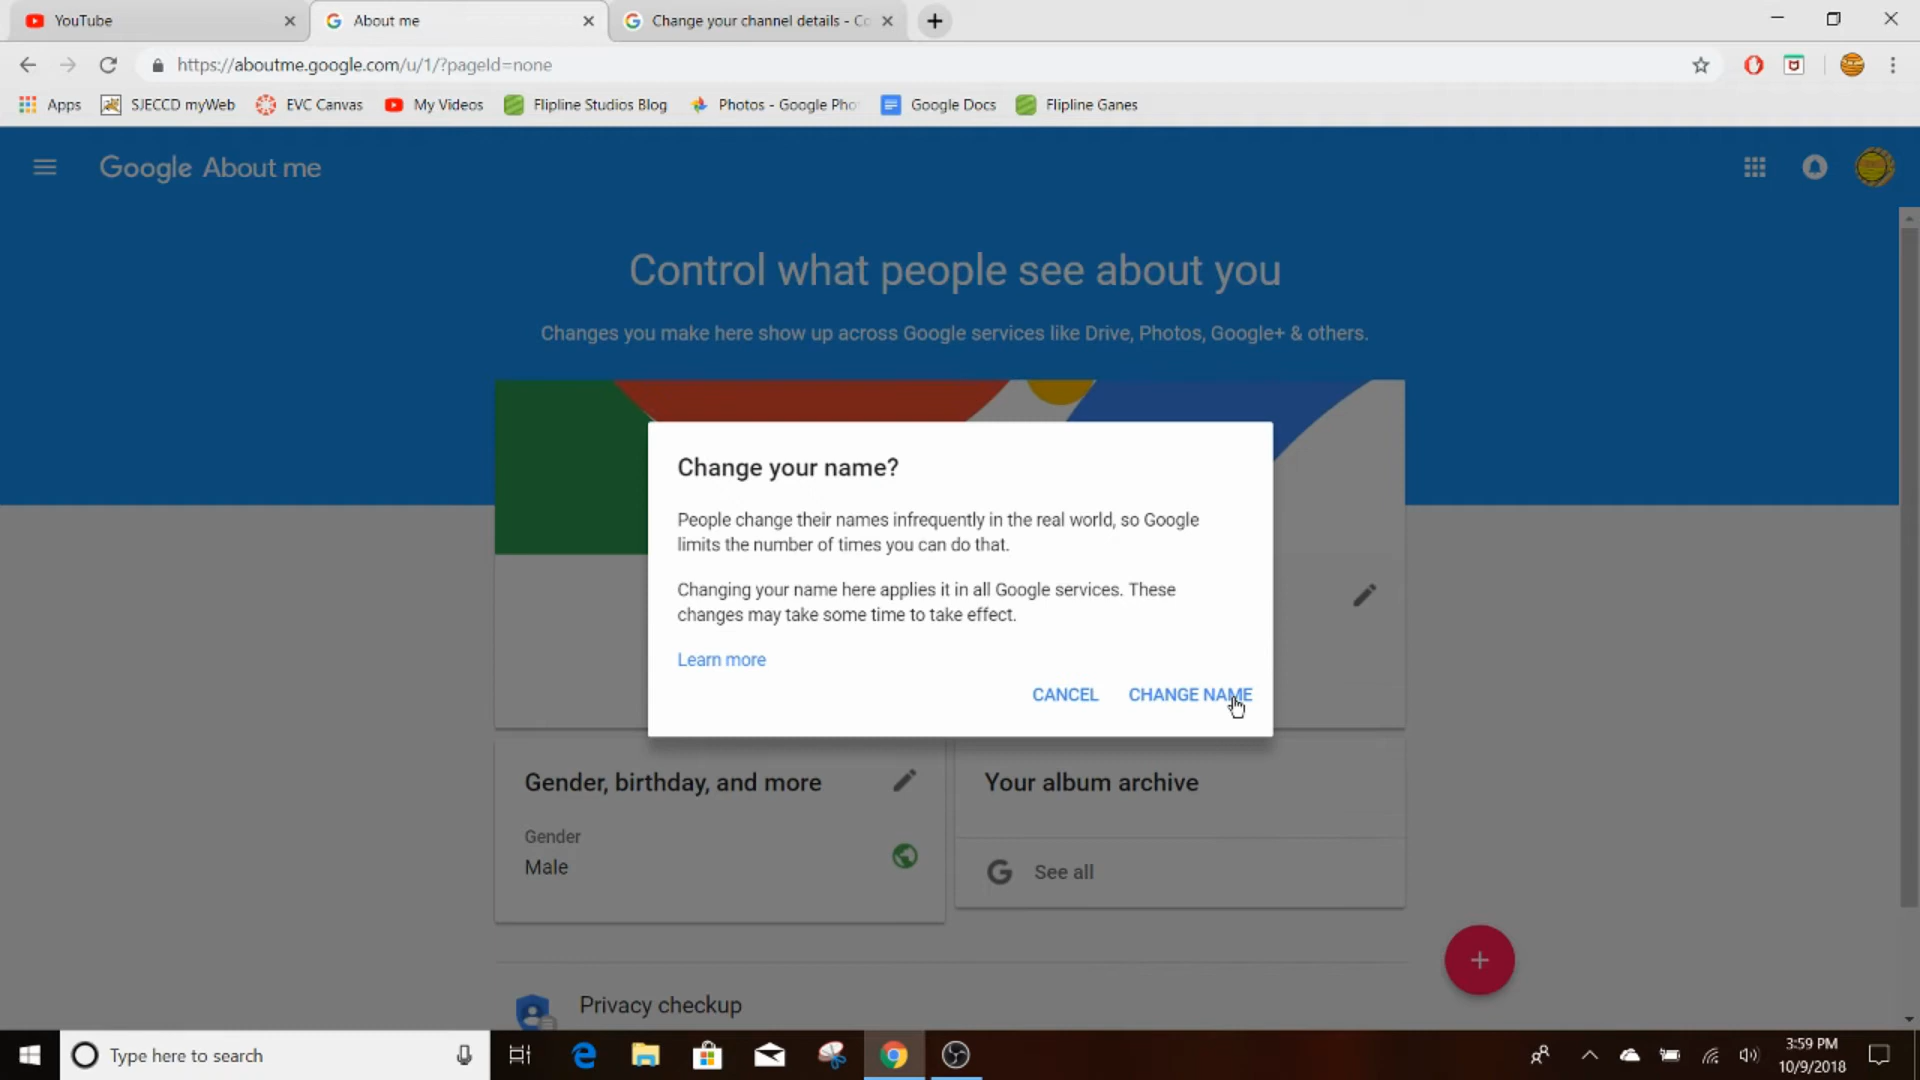 YouTube
About me
Change your channel details - Co
https://aboutme.google.com/u/1/?pageId=none
Apps
SJECCD myWeb
EVC Canvas
My Videos
Flipline Studios Blog
Photos - Google Pho
Google Docs
Flipline Ganes
Google About me
Control what people see about you
Changes you make here show up across Google services like Drive, Photos, Google+ & others.
Change your name?
People change their names infrequently in the real world, so Google
limits the number of times you can do that.
Changing your name here applies it in all Google services. These
changes may take some time to take effect.
Learn more
CANCEL
CHANGE NAME
Gender, birthday, and more
Gender
Male
Your album archive
See all
Privacy checkup
Type here to search
3:59 PM
10/9/2018